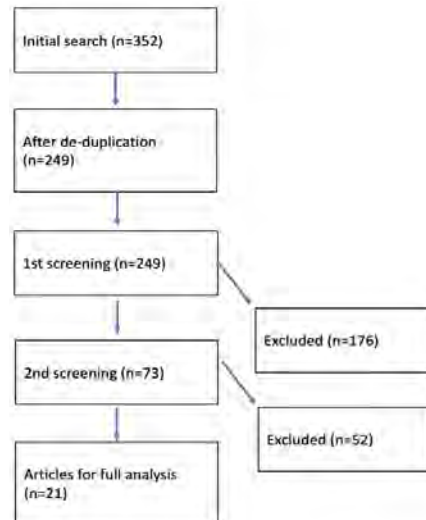 Initial search (n=352)
After de-duplication
(n=249)
1st screening (n=249)
Excluded (n=176)
2nd screening (n=73)
Excluded (n=52)
Articles for full analysis
(n=21)